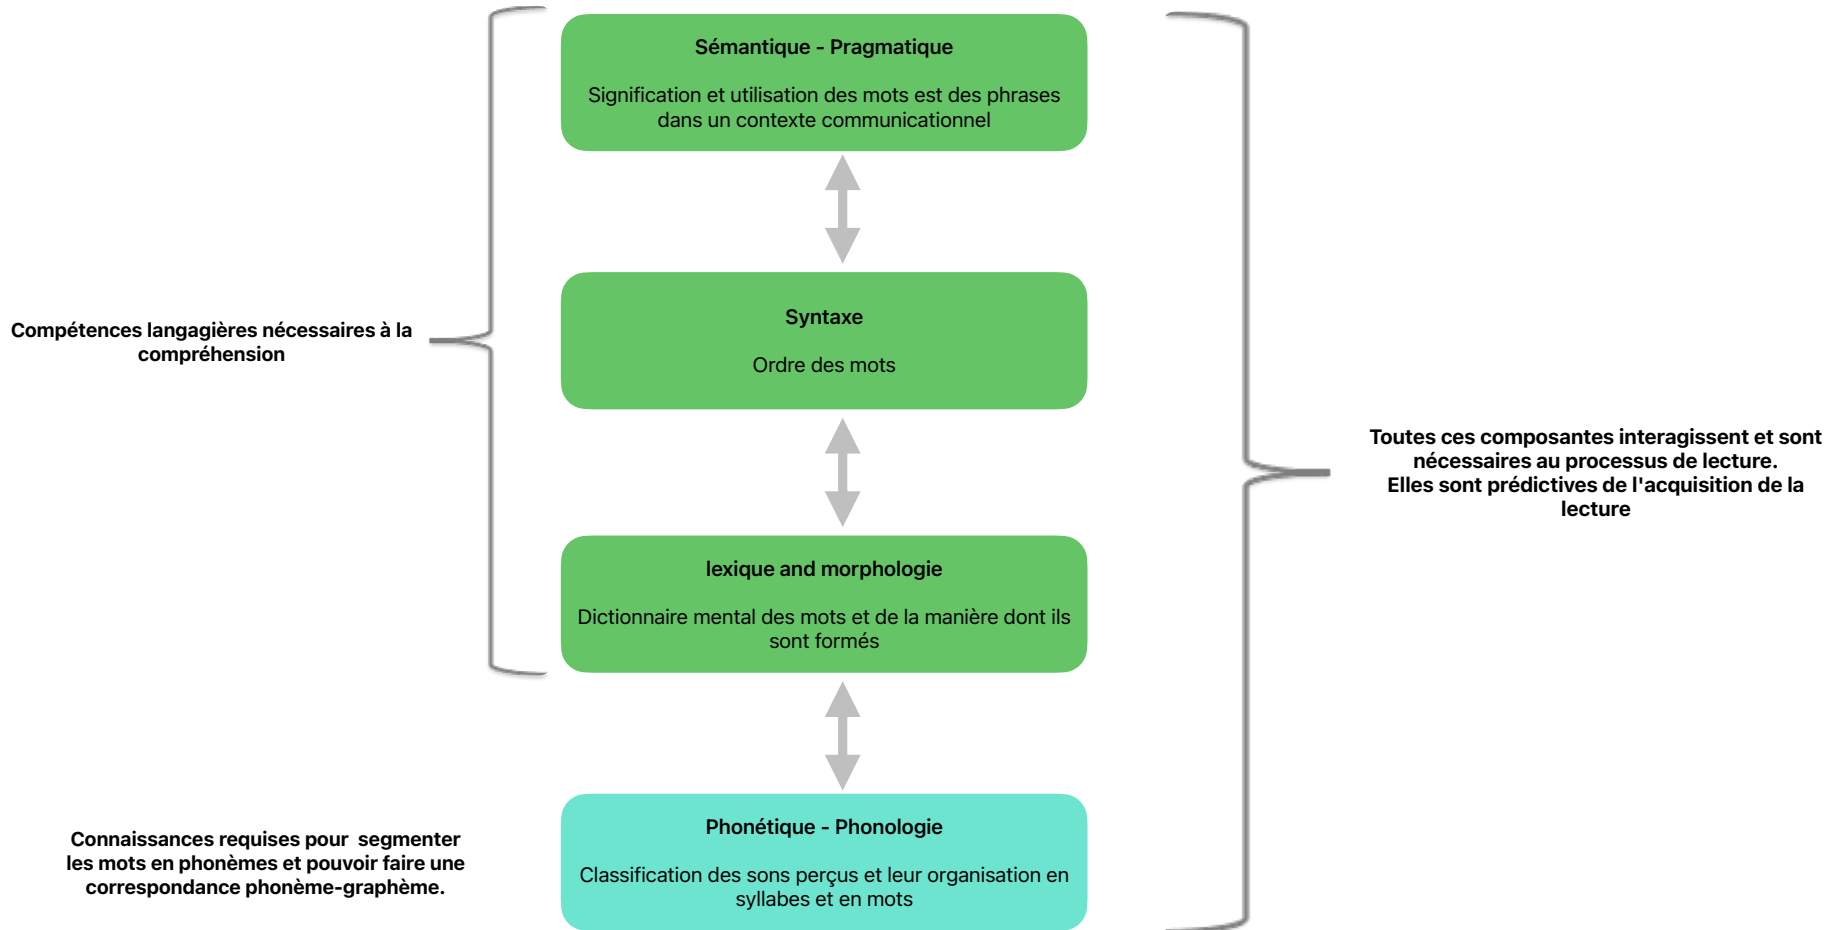 Sémantique - Pragmatique
Signification et utilisation des mots est des phrases
dans un contexte communicationnel
Syntaxe
Ordre des mots
Compétences langagières nécessaires à la
compréhension
Toutes ces composantes interagissent et sont
nécessaires au processus de lecture.
Elles sont prédictives de l'acquisition de la
lecture
lexique and morphologie
Dictionnaire mental des mots et de la manière dont ils
sont formés
Phonétique - Phonologie
Classification des sons perçus et leur organisation en
syllabes et en mots
Connaissances requises pour segmenter
les mots en phonèmes et pouvoir faire une
correspondance phonème-graphème.